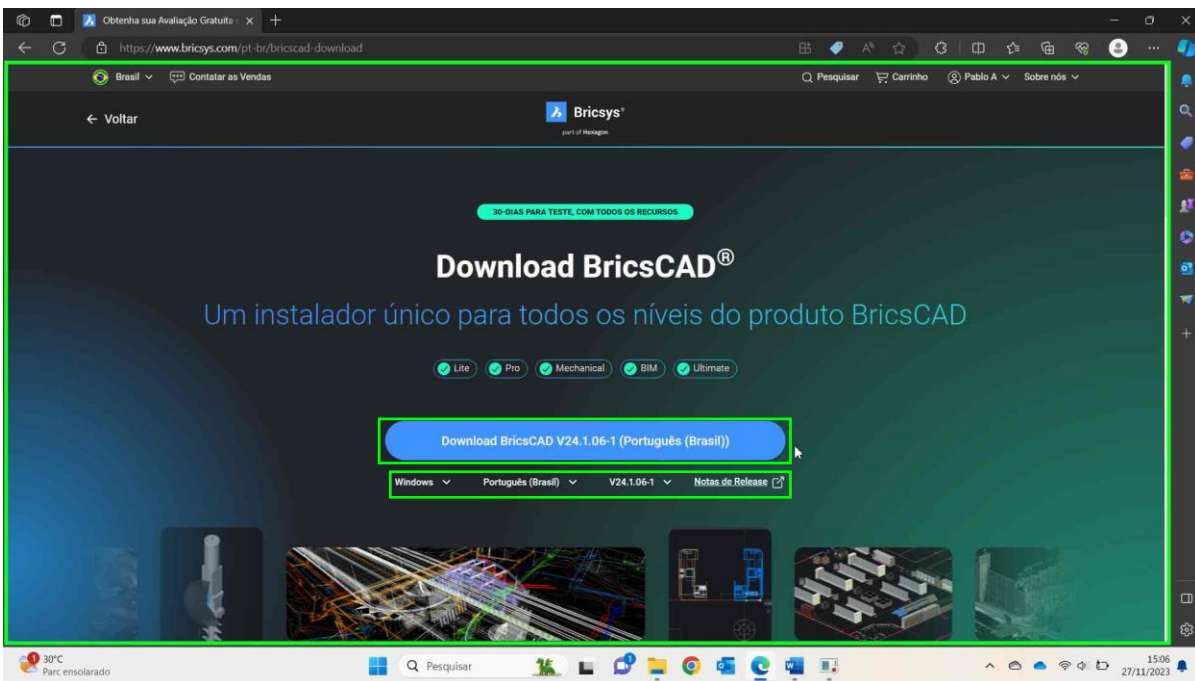 Obtenha sua Avaliação Gratuita
https://www.bricsys.com/pt-br/bricscad-download
Brasil Contatar as Vendas Pesquisar Carrinho Pablo A Sobre nós
Voltar
Bricsys®
part of Hexagon
30-DIAS PARA TESTE, COM TODOS OS RECURSOS
Download BricsCAD®
Um instalador único para todos os níveis do produto BricsCAD
Lite Pro Mechanical BIM Ultimate
Download BricsCAD V24.1.06-1 (Português (Brasil))
Windows Português (Brasil) V24.1.06-1 Notas de Release
1 30°C
Parc ensolarado
Pesquisar
15:06
27/11/2023